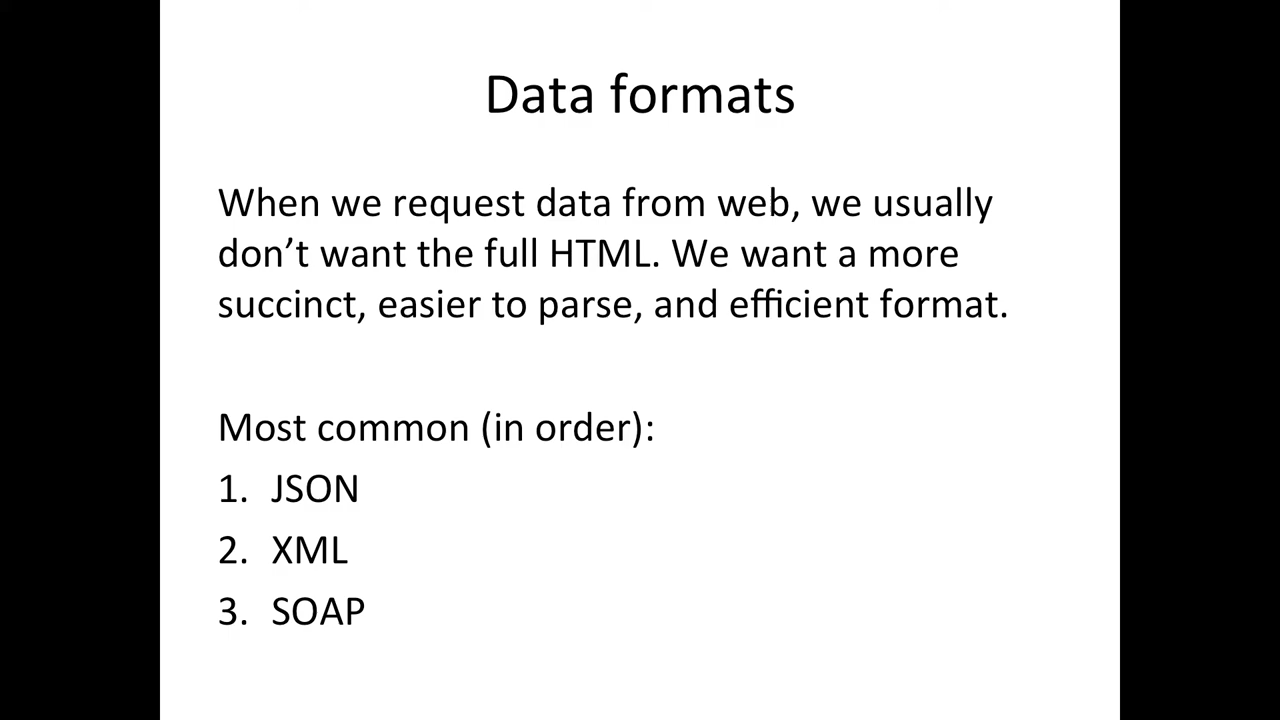 Data formats
When we request data from web, we usually
don’t want the full HTML. We want a more
succinct, easier to parse, and efficient format.
Most common (in order):
1. JSON
2. XML
3. SOAP